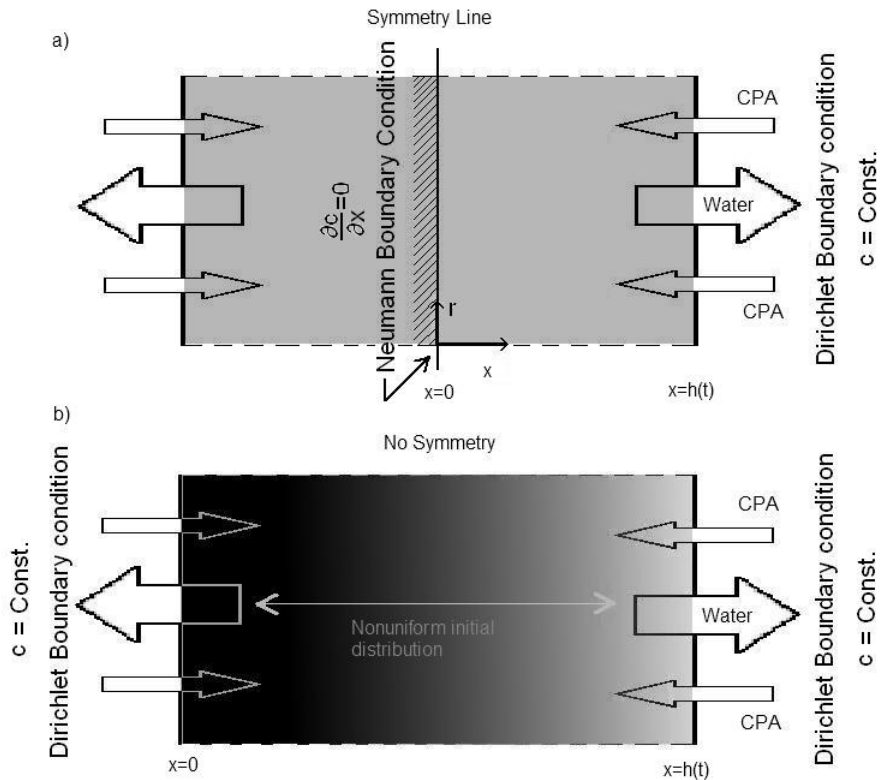 Symmetry Line
a)
CPA
Neumann Boundary Condition
∂c/∂x=0
Water
Dirichlet Boundary condition
c = Const.
r
CPA
x
x=0
x=h(t)
b)
No Symmetry
Dirichlet Boundary condition
c = Const.
CPA
Nonuniform initial
distribution
Water
Dirichlet Boundary condition
c = Const.
CPA
x=0
x=h(t)